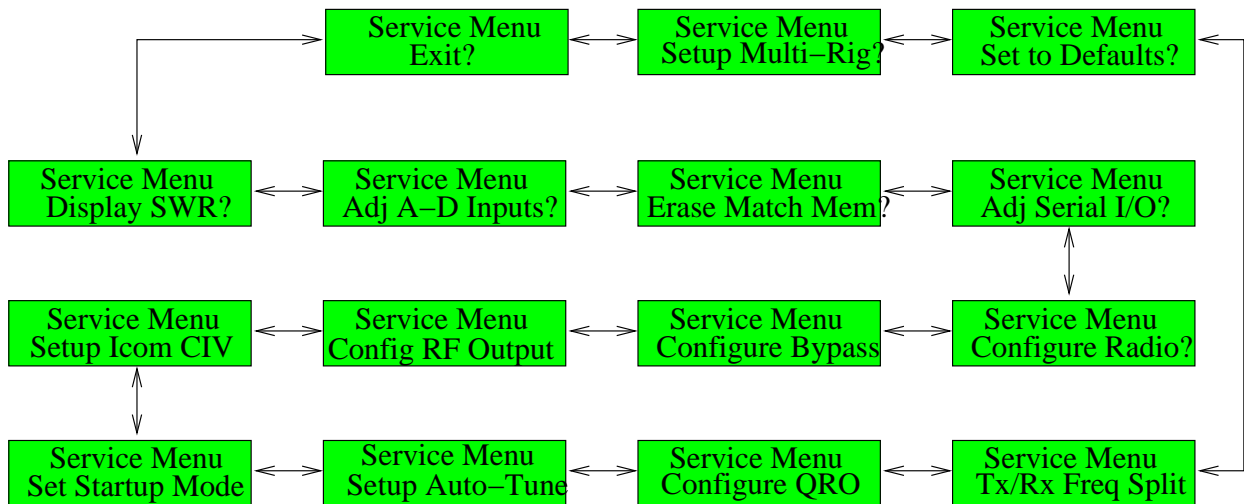 Service Menu
Exit?
Service Menu
Setup Multi−Rig?
Service Menu
Set to Defaults?
Service Menu
Display SWR?
Service Menu
Adj A−D Inputs?
Service Menu
Erase Match Mem?
Service Menu
Adj Serial I/O?
Service Menu
Setup Icom CIV
Service Menu
Config RF Output
Service Menu
Configure Bypass
Service Menu
Configure Radio?
Service Menu
Set Startup Mode
Service Menu
Setup Auto−Tune
Service Menu
Configure QRO
Service Menu
Tx/Rx Freq Split